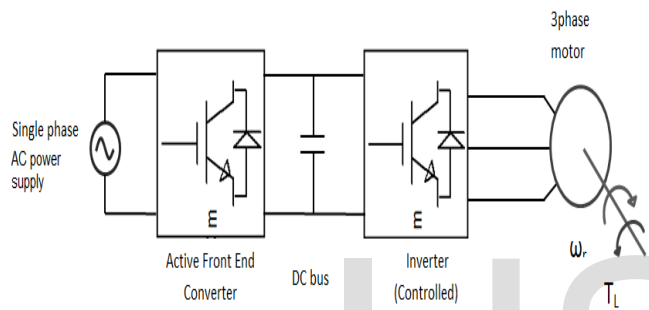 3phase
motor
Single phase
AC power
supply
E
E
Active Front End
Converter
DC bus
Inverter
(Controlled)
ωr
TL